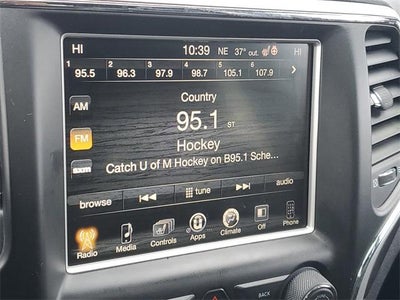 HI 10:39 NE 37° out. HI
1 2 3 4 5 6
95.5 96.3 97.9 98.7 105.1 107.9
AM
FM
sxm
Country
95.1 ST
Hockey
Catch U of M Hockey on B95.1 Sche...
browse tune audio
Radio Media Controls Apps Climate Off Phone